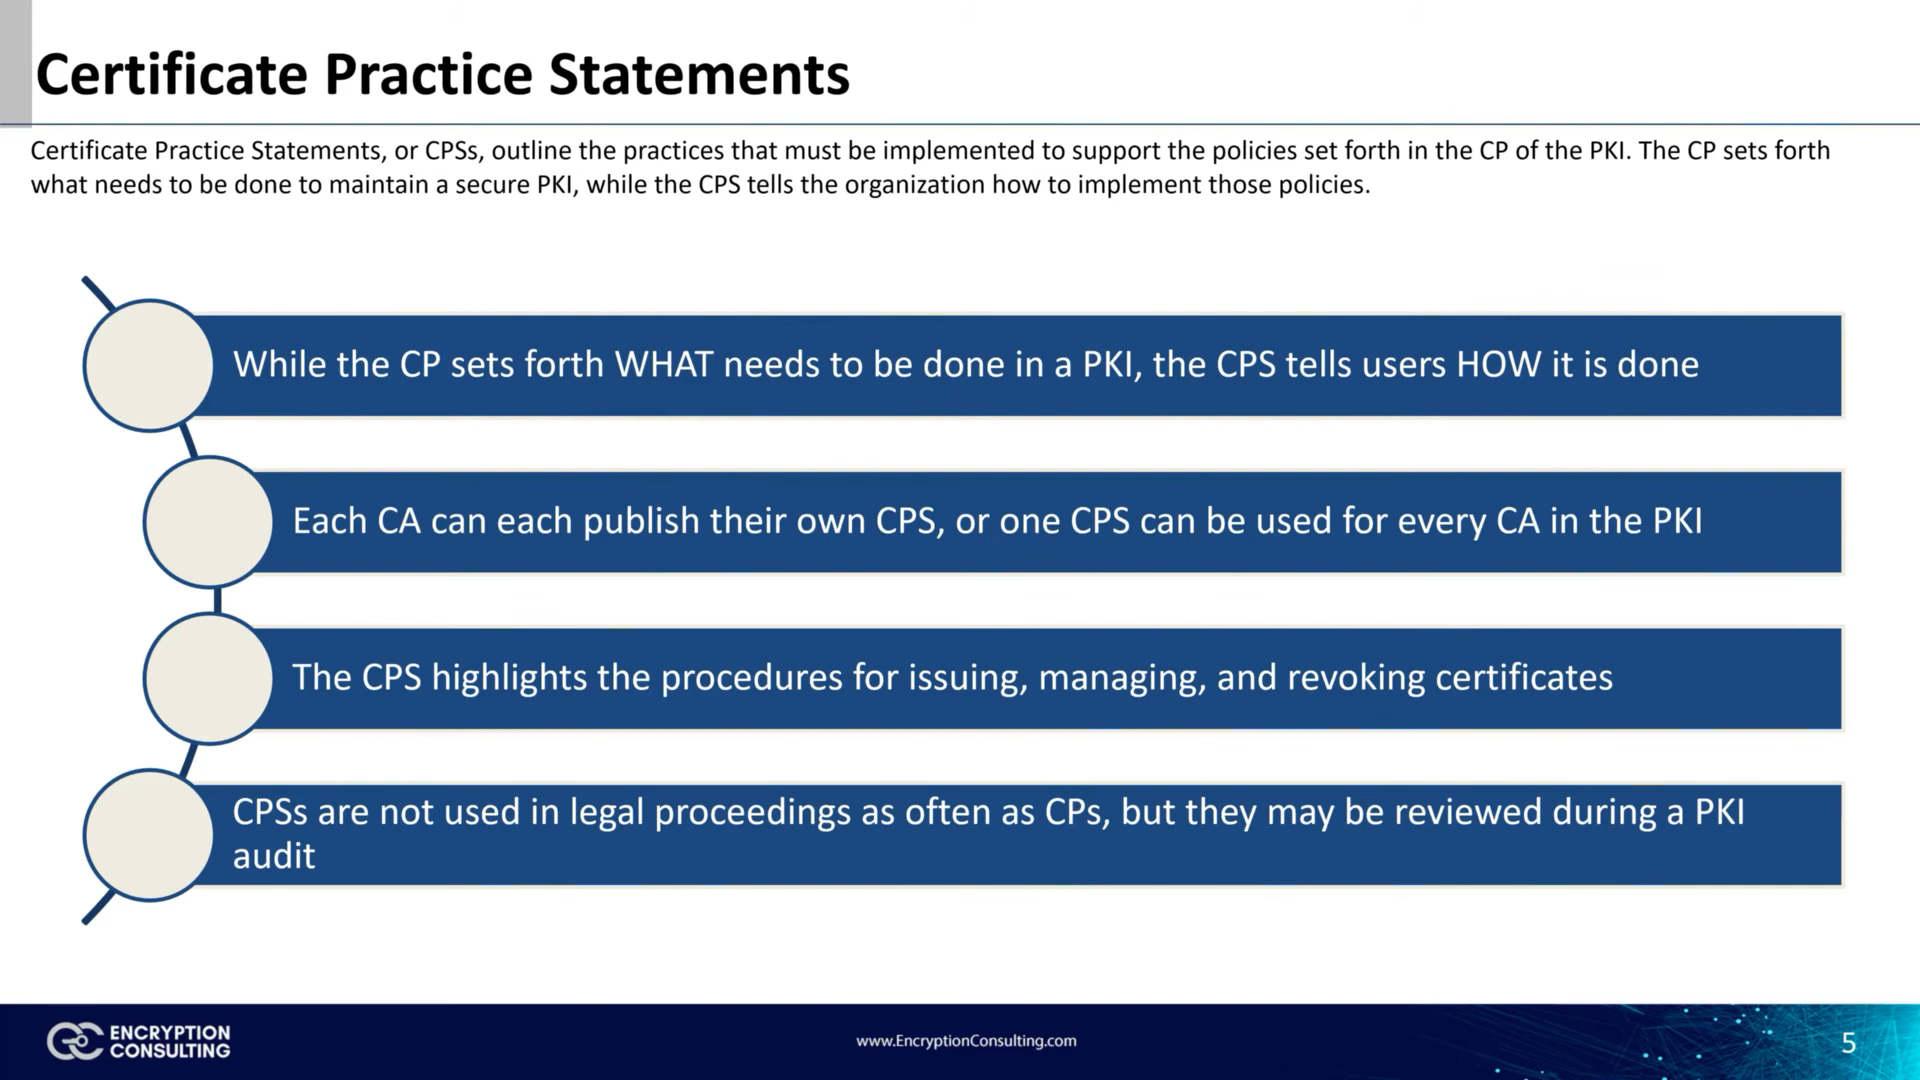 Certificate Practice Statements
Certificate Practice Statements, or CPSs, outline the practices that must be implemented to support the policies set forth in the CP of the PKI. The CP sets forth
what needs to be done to maintain a secure PKI, while the CPS tells the organization how to implement those policies.
While the CP sets forth WHAT needs to be done in a PKI, the CPS tells users HOW it is done
Each CA can each publish their own CPS, or one CPS can be used for every CA in the PKI
The CPS highlights the procedures for issuing, managing, and revoking certificates
CPSs are not used in legal proceedings as often as CPs, but they may be reviewed during a PKI
audit
ENCRYPTION
CONSULTING
www.EncryptionConsulting.com
5